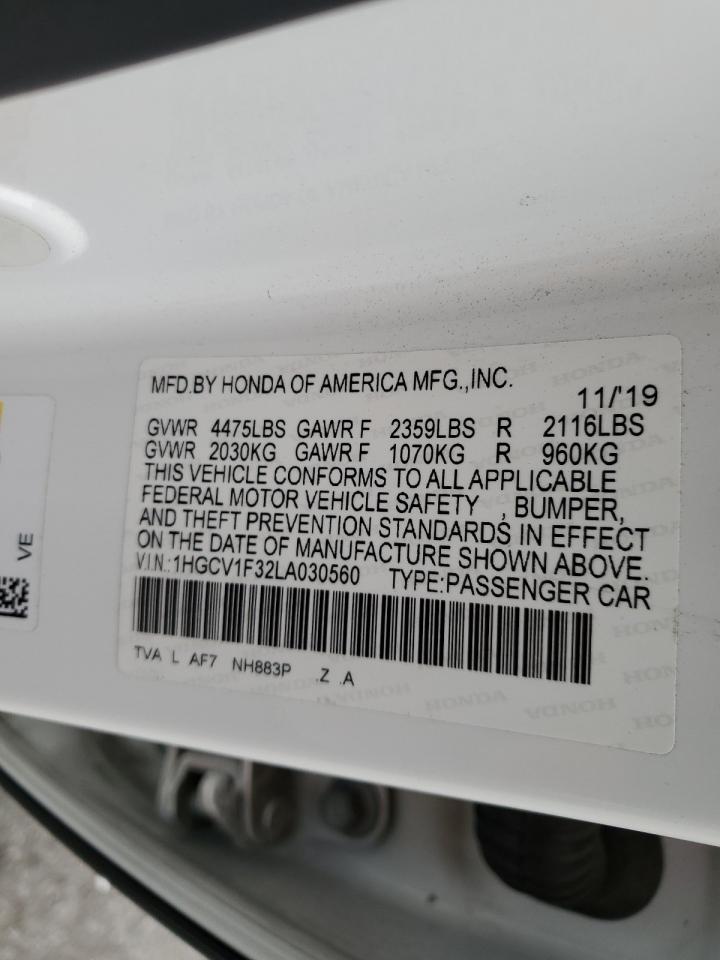 MFD.BY HONDA OF AMERICA MFG.,INC. 11/'19
GVWR 4475LBS GAWR F 2359LBS R 2116LBS
GVWR 2030KG GAWR F 1070KG R 960KG
THIS VEHICLE CONFORMS TO ALL APPLICABLE
FEDERAL MOTOR VEHICLE SAFETY , BUMPER,
AND THEFT PREVENTION STANDARDS IN EFFECT
ON THE DATE OF MANUFACTURE SHOWN ABOVE.
V.I.N.:1HGCV1F32LA030560 TYPE:PASSENGER CAR
TVA L AF7 NH883P .Z .A
VE